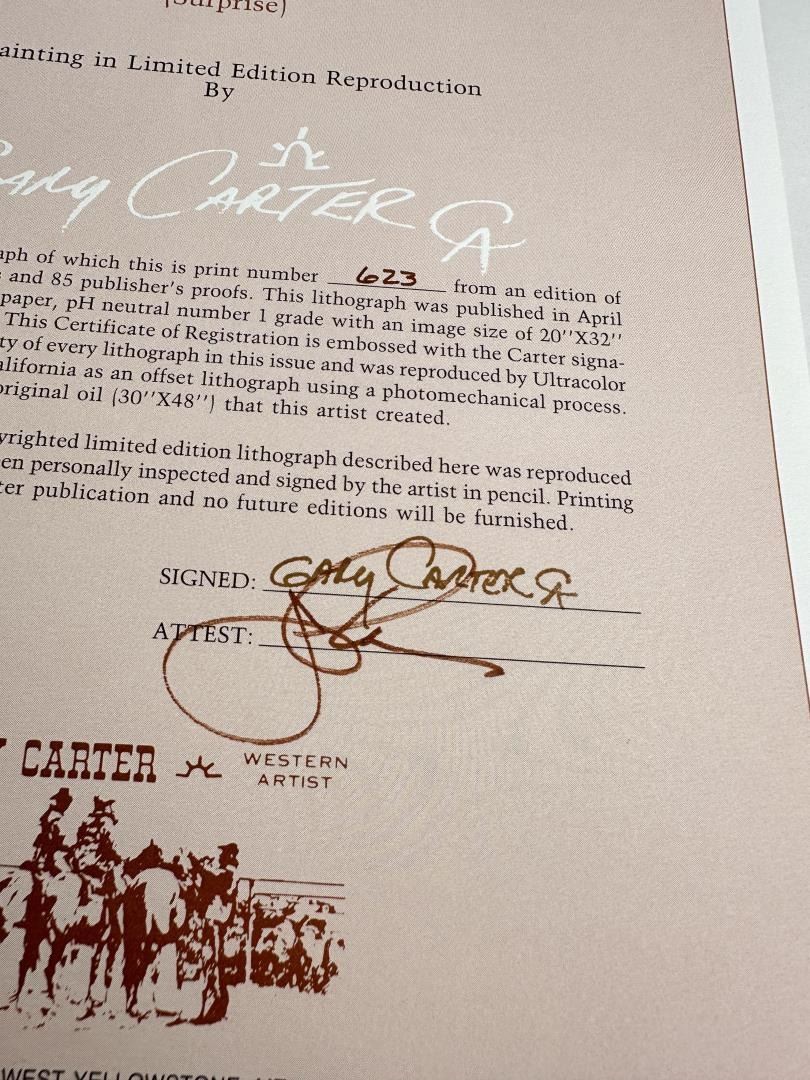 (Surprise)
ainting in Limited Edition Reproduction
By
GARY CARTER CA
aph of which this is print number 623 from an edition of
s and 85 publisher's proofs. This lithograph was published in April
paper, pH neutral number 1 grade with an image size of 20''X32''
This Certificate of Registration is embossed with the Carter signa-
ty of every lithograph in this issue and was reproduced by Ultracolor
alifornia as an offset lithograph using a photomechanical process.
original oil (30''X48'') that this artist created.
yrighted limited edition lithograph described here was reproduced
en personally inspected and signed by the artist in pencil. Printing
ter publication and no future editions will be furnished.
SIGNED: GARY CARTER CA
ATTEST:
Y CARTER WESTERN
ARTIST
WEST YELLOWSTONE,